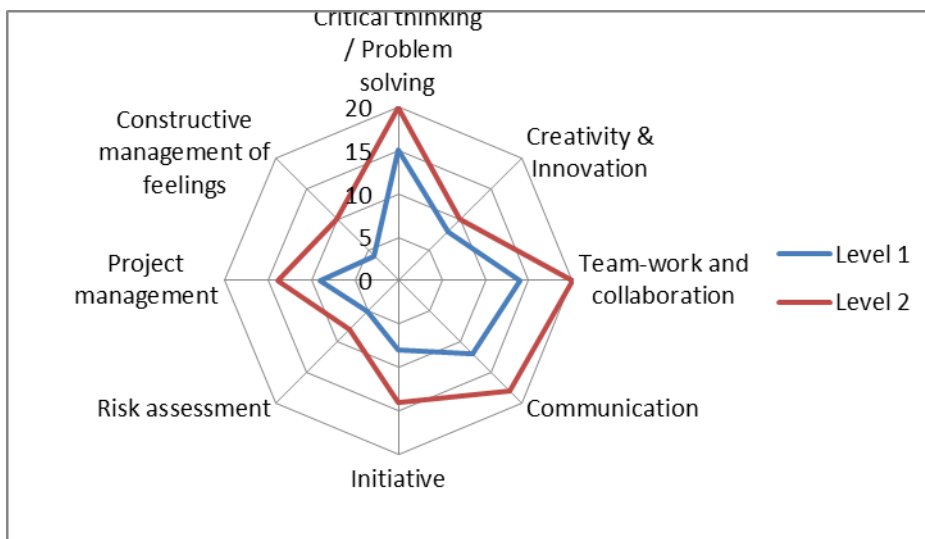 Critical thinking
/ Problem
solving
20
15
10
5
0
Constructive
management of
feelings
Creativity &
Innovation
Project
management
Team-work and
collaboration
Level 1
Level 2
Risk assessment
Communication
Initiative